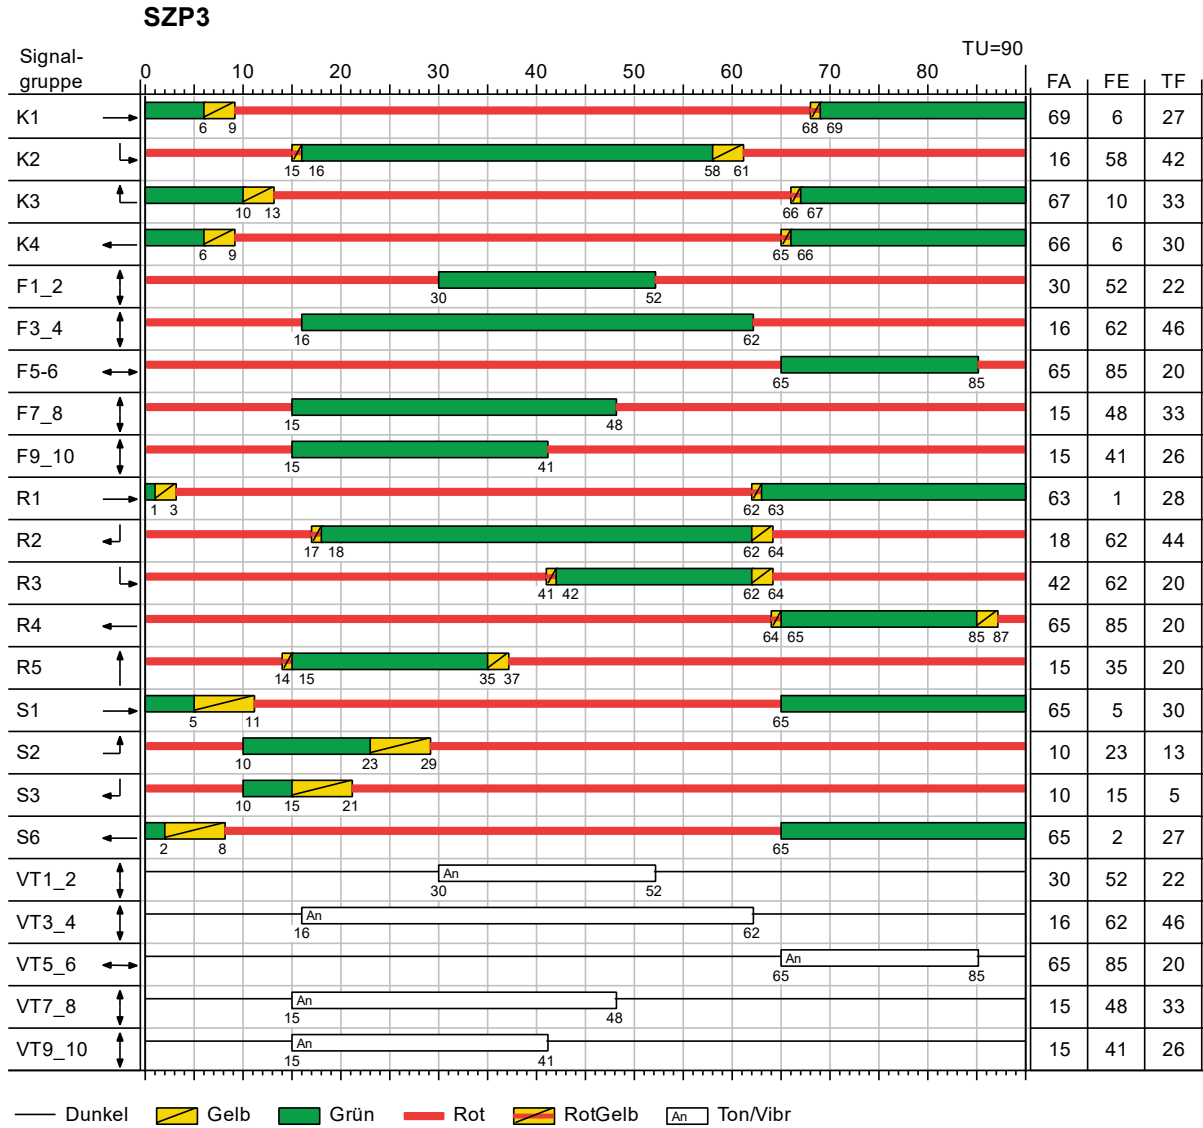 SZP3
TU=90
Signal-
gruppe
0 10 20 30 40 50 60 70 80
FA FE TF
K1 6 9 68 69 69 6 27
K2 15 16 58 61 16 58 42
K3 10 13 66 67 67 10 33
K4 6 9 65 66 66 6 30
F1_2 30 52 30 52 22
F3_4 16 62 16 62 46
F5-6 65 85 65 85 20
F7_8 15 48 15 48 33
F9_10 15 41 15 41 26
R1 1 3 62 63 63 1 28
R2 17 18 62 64 18 62 44
R3 41 42 62 64 42 62 20
R4 64 65 85 87 65 85 20
R5 14 15 35 37 15 35 20
S1 5 11 65 65 5 30
S2 10 23 29 10 23 13
S3 10 15 21 10 15 5
S6 2 8 65 65 2 27
VT1_2 An 30 52 30 52 22
VT3_4 An 16 62 16 62 46
VT5_6 An 65 85 65 85 20
VT7_8 An 15 48 15 48 33
VT9_10 An 15 41 15 41 26
Dunkel Gelb Grün Rot RotGelb An Ton/Vibr